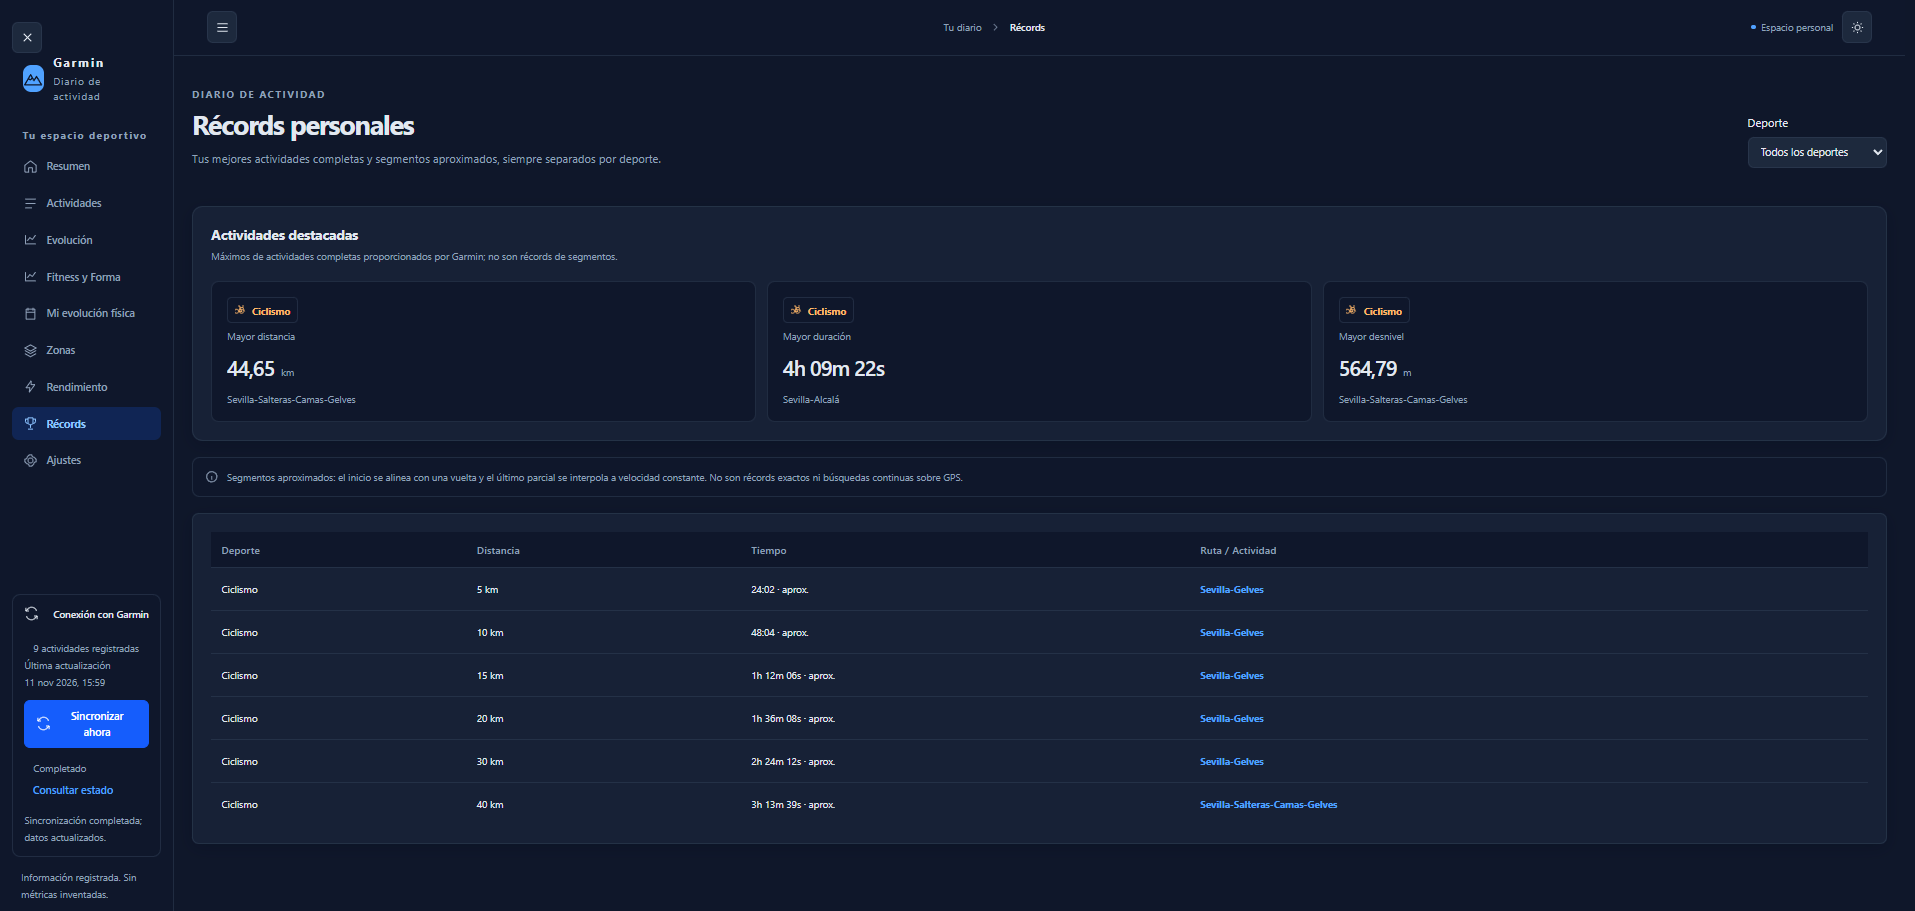 Garmin
Diario de
actividad
Tu espacio deportivo
Resumen
Actividades
Evolución
Fitness y Forma
Mi evolución física
Zonas
Rendimiento
Récords
Ajustes
Conexión con Garmin
9 actividades registradas
Última actualización
11 nov 2026, 15:59
Sincronizar
ahora
Completado
Consultar estado
Sincronización completada;
datos actualizados.
Información registrada. Sin
métricas inventadas.
Tu diario > Récords
Espacio personal
DIARIO DE ACTIVIDAD
Récords personales
Tus mejores actividades completas y segmentos aproximados, siempre separados por deporte.
Deporte
Todos los deportes
Actividades destacadas
Máximos de actividades completas proporcionados por Garmin; no son récords de segmentos.
Ciclismo
Mayor distancia
44,65 km
Sevilla-Salteras-Camas-Gelves
Ciclismo
Mayor duración
4h 09m 22s
Sevilla-Alcalá
Ciclismo
Mayor desnivel
564,79 m
Sevilla-Salteras-Camas-Gelves
Segmentos aproximados: el inicio se alinea con una vuelta y el último parcial se interpola a velocidad constante. No son récords exactos ni búsquedas continuas sobre GPS.
Deporte Distancia Tiempo Ruta / Actividad
Ciclismo 5 km 24:02 · aprox. Sevilla-Gelves
Ciclismo 10 km 48:04 · aprox. Sevilla-Gelves
Ciclismo 15 km 1h 12m 06s · aprox. Sevilla-Gelves
Ciclismo 20 km 1h 36m 08s · aprox. Sevilla-Gelves
Ciclismo 30 km 2h 24m 12s · aprox. Sevilla-Gelves
Ciclismo 40 km 3h 13m 39s · aprox. Sevilla-Salteras-Camas-Gelves